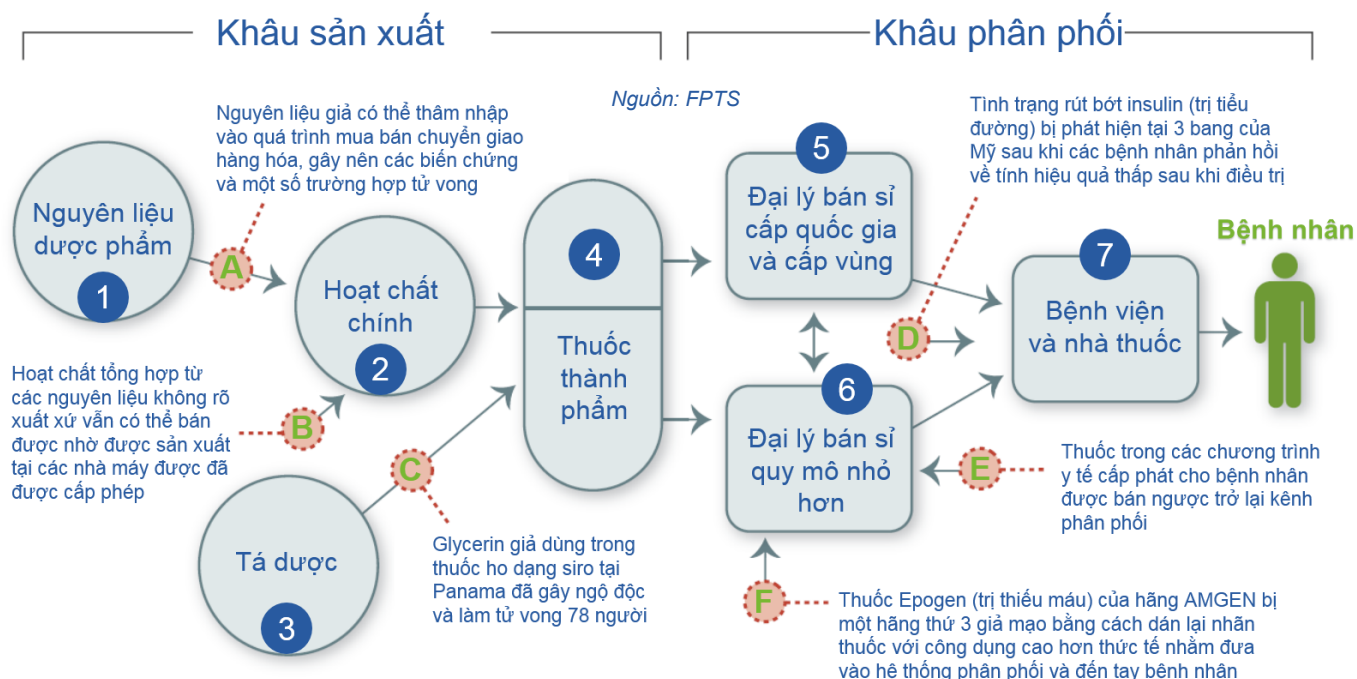 Khâu sản xuất
Khâu phân phối
Nguồn: FPTS
Nguyên liệu giả có thể thâm nhập
vào quá trình mua bán chuyển giao
hàng hóa, gây nên các biến chứng
và một số trường hợp tử vong
Tình trạng rút bớt insulin (trị tiểu
đường) bị phát hiện tại 3 bang của
Mỹ sau khi các bệnh nhân phản hồi
về tính hiệu quả thấp sau khi điều trị
Nguyên liệu
dược phẩm
1
A
Hoạt chất
chính
2
4
Thuốc
thành
phẩm
5
Đại lý bán sỉ
cấp quốc gia
và cấp vùng
D
7
Bệnh viện
và nhà thuốc
Bệnh nhân
Hoạt chất tổng hợp từ
các nguyên liệu không rõ
xuất xứ vẫn có thể bán
được nhờ được sản xuất
tại các nhà máy được đã
được cấp phép
B
C
6
Đại lý bán sỉ
quy mô nhỏ
hơn
E
Thuốc trong các chương trình
y tế cấp phát cho bệnh nhân
được bán ngược trở lại kênh
phân phối
Tá dược
3
Glycerin giả dùng trong
thuốc ho dạng siro tại
Panama đã gây ngộ độc
và làm tử vong 78 người
F
Thuốc Epogen (trị thiếu máu) của hãng AMGEN bị
một hãng thứ 3 giả mạo bằng cách dán lại nhãn
thuốc với công dụng cao hơn thực tế nhằm đưa
vào hệ thống phân phối và đến tay bệnh nhân